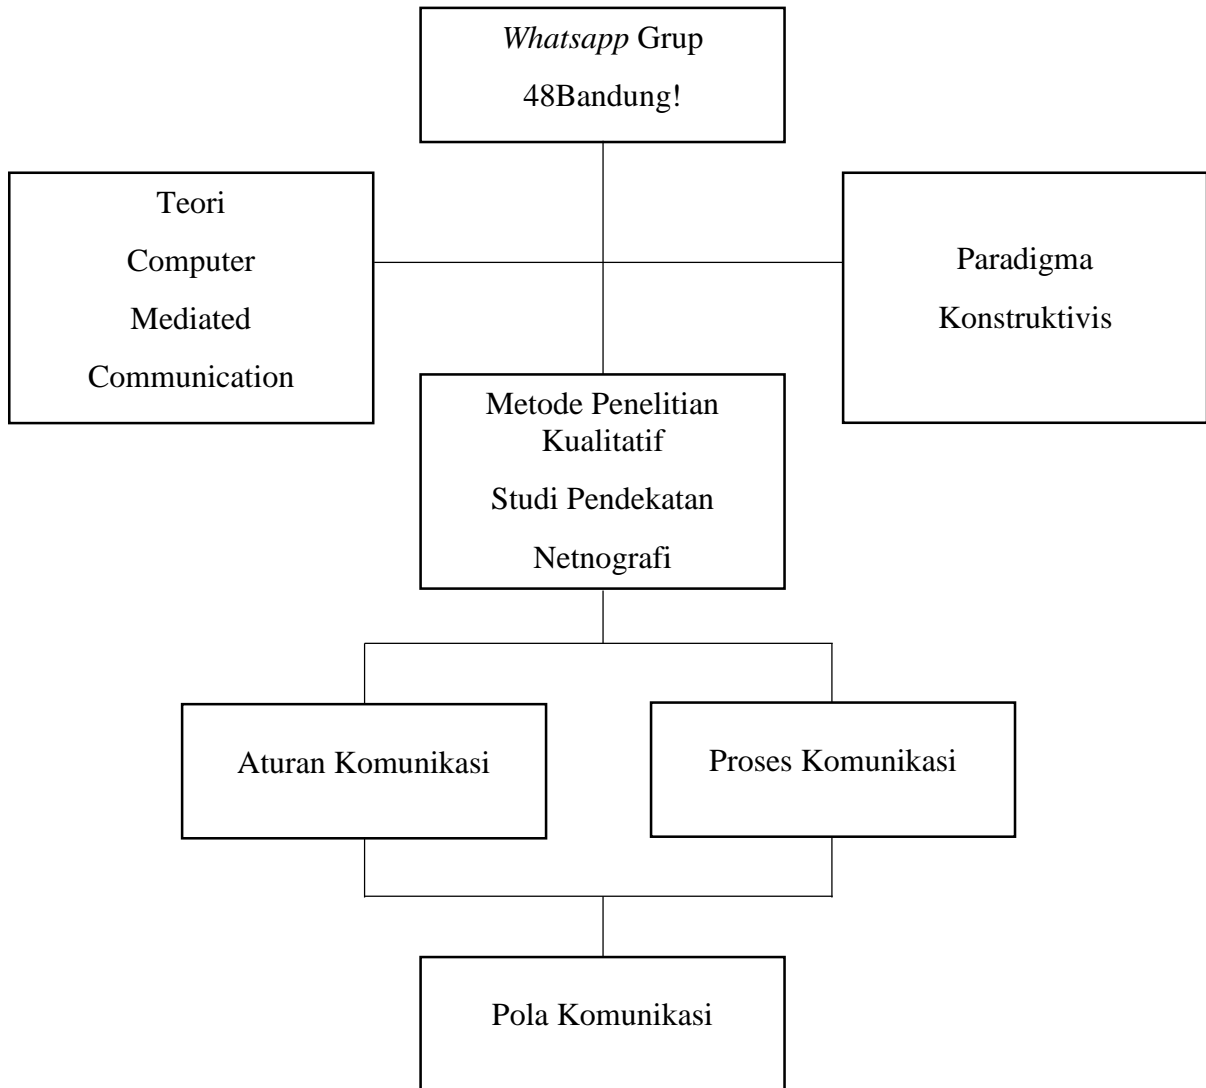 Whatsapp Grup
48Bandung!
Teori
Computer
Mediated
Communication
Paradigma
Konstruktivis
Metode Penelitian
Kualitatif
Studi Pendekatan
Netnografi
Aturan Komunikasi
Proses Komunikasi
Pola Komunikasi